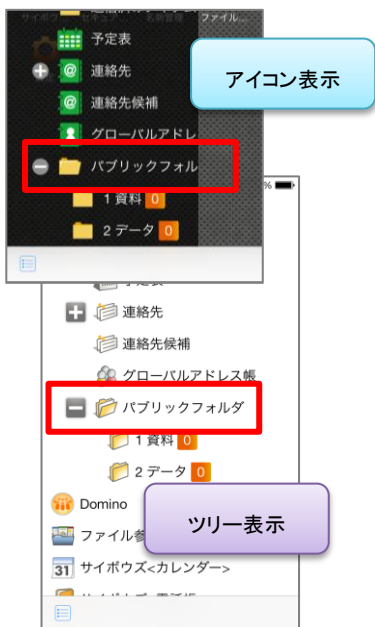 ファイル...
予定表
連絡先
アイコン表示
連絡先候補
グローバルアドレ
パブリックフォル
1 資料 0
2 データ 0
%
連絡先
連絡先候補
グローバルアドレス帳
パブリックフォルダ
1 資料 0
2 データ 0
Domino
ファイル参
ツリー表示
31 サイボウズ<カレンダー>